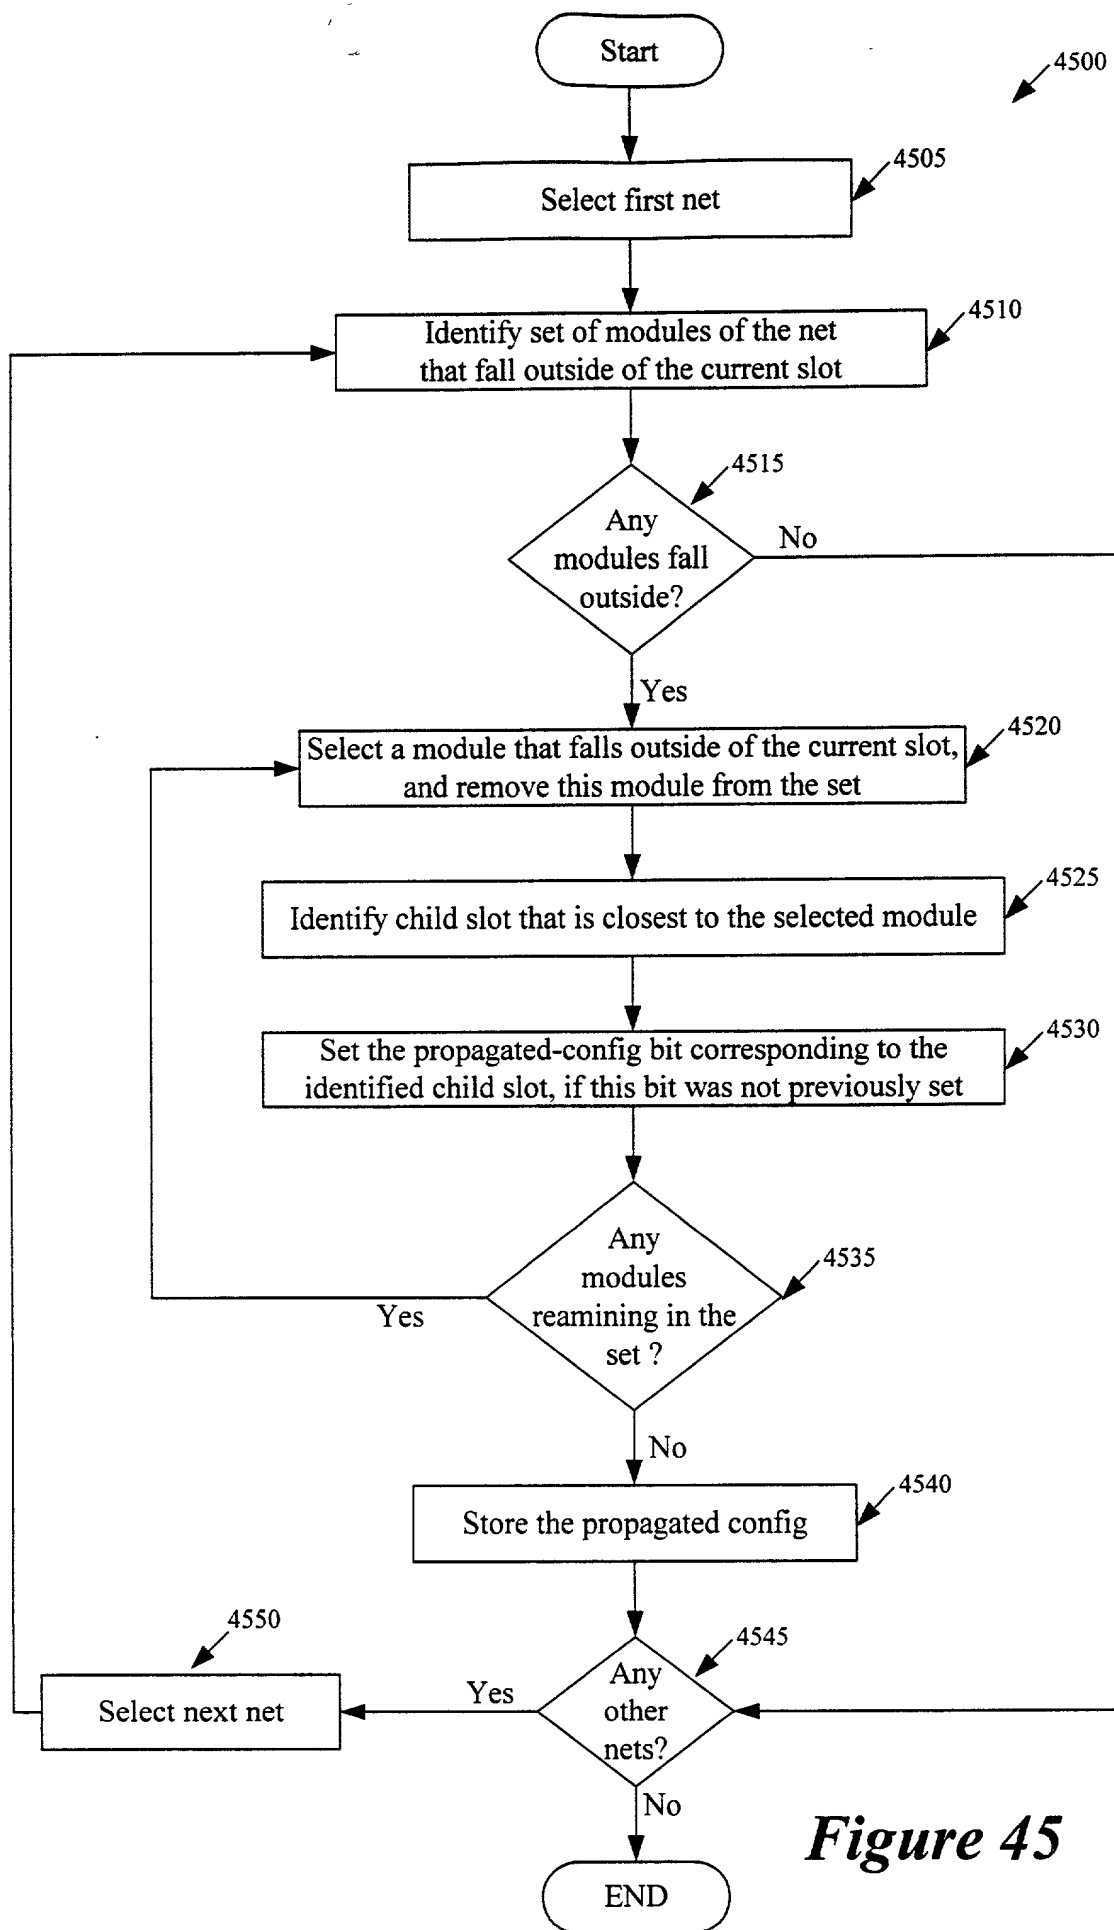 Start
4500
4505
Select first net
4510
Identify set of modules of the net
that fall outside of the current slot
4515
Any
modules fall
outside?
No
Yes
4520
Select a module that falls outside of the current slot,
and remove this module from the set
4525
Identify child slot that is closest to the selected module
4530
Set the propagated-config bit corresponding to the
identified child slot, if this bit was not previously set
4535
Any
modules
reamining in the
set ?
Yes
No
4540
Store the propagated config
4550
4545
Select next net
Yes
Any
other
nets?
No
Figure 45
END